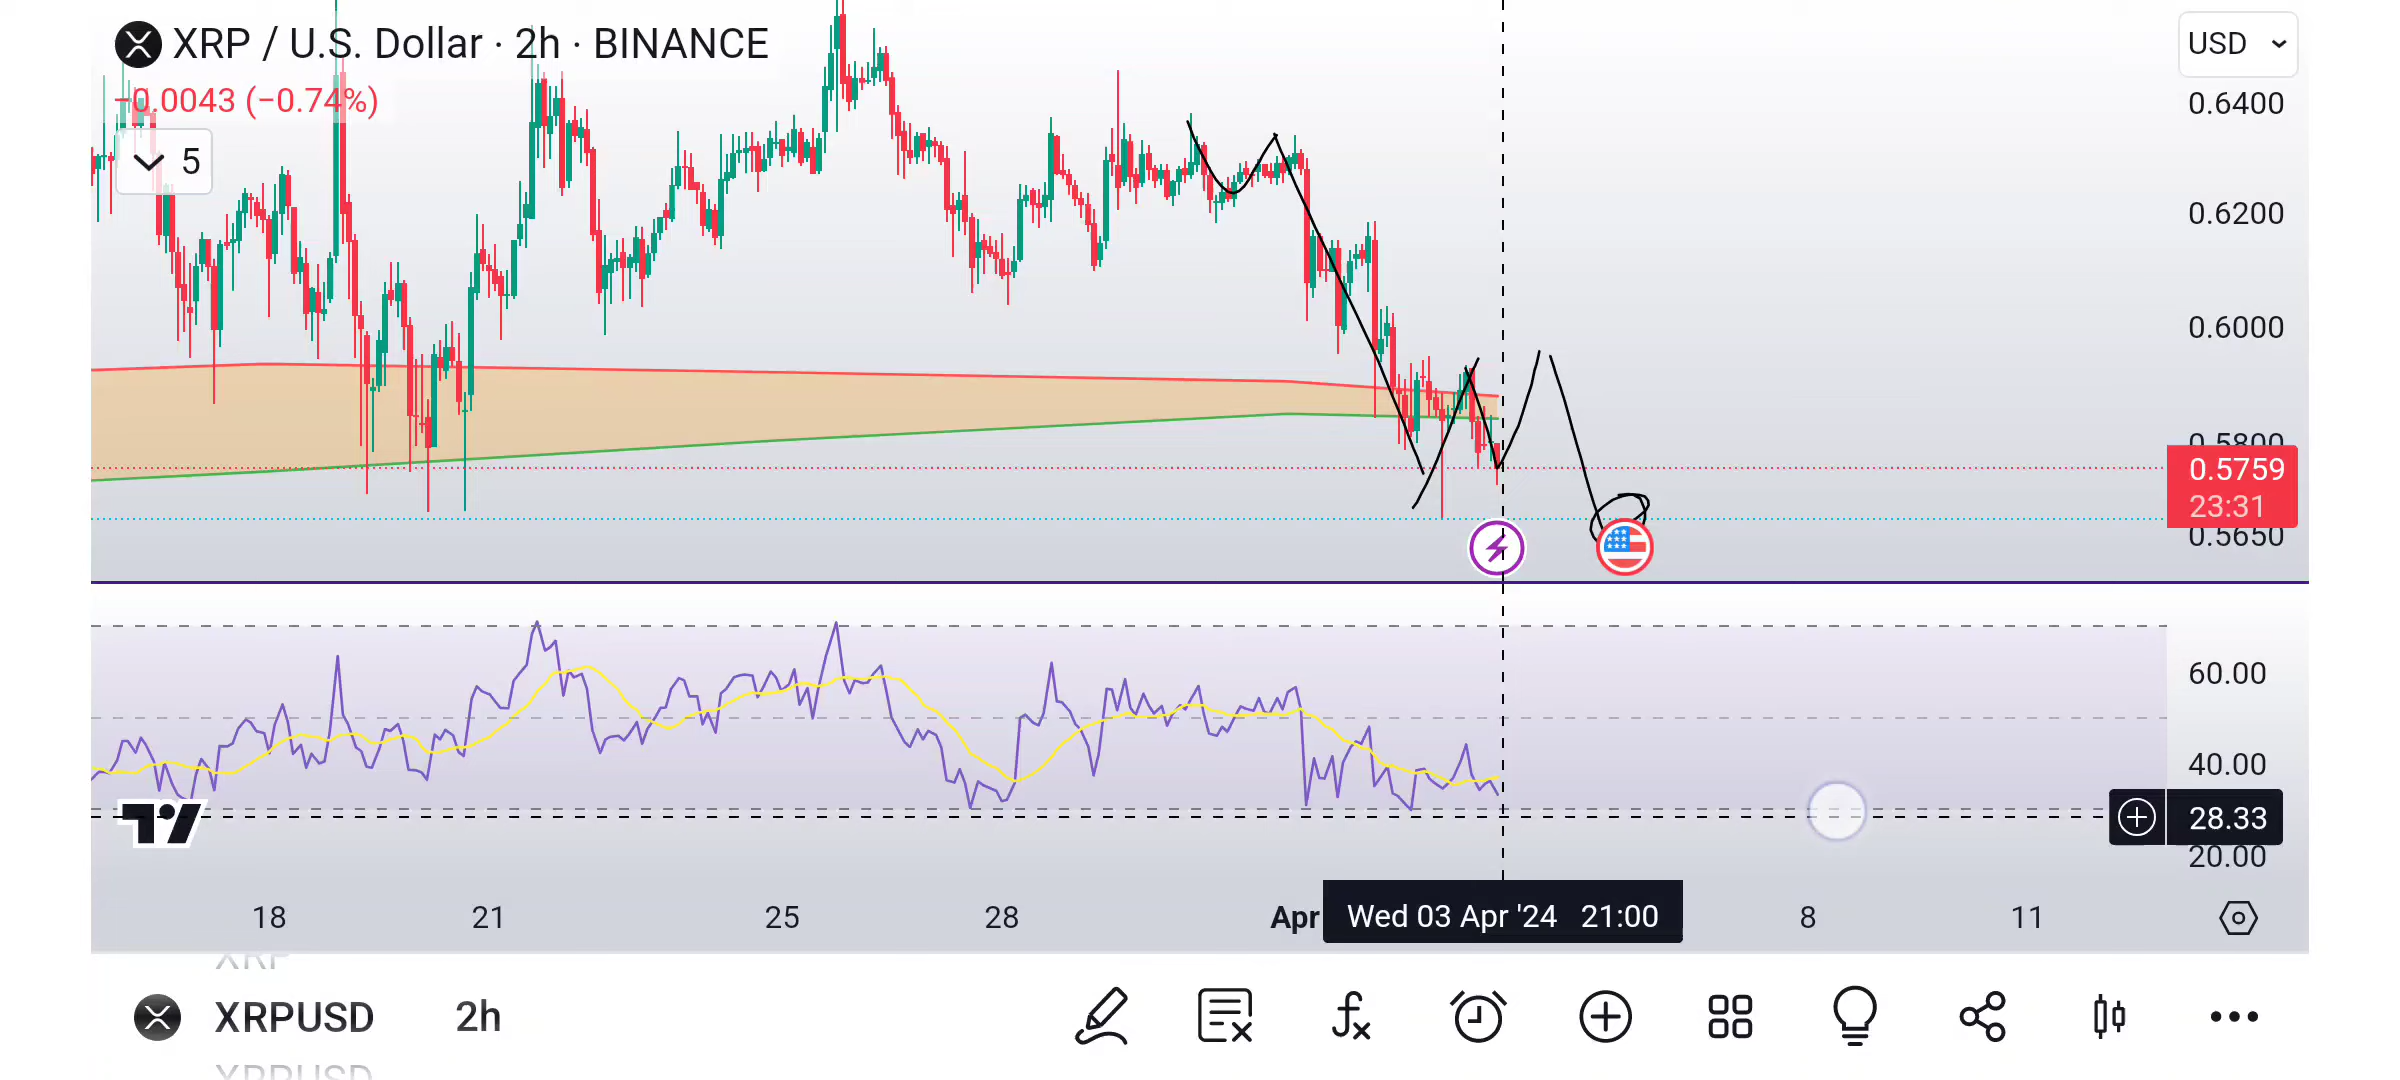 XRP / U.S. Dollar · 2h · BINANCE
USD
−0.0043 (−0.74%)
5
0.6400
0.6200
0.6000
0.5800
0.5759
23:31
0.5650
60.00
40.00
28.33
20.00
18
21
25
28
Apr
Wed 03 Apr '24 21:00
8
11
XRP
XRPUSD
2h
XRPUSD